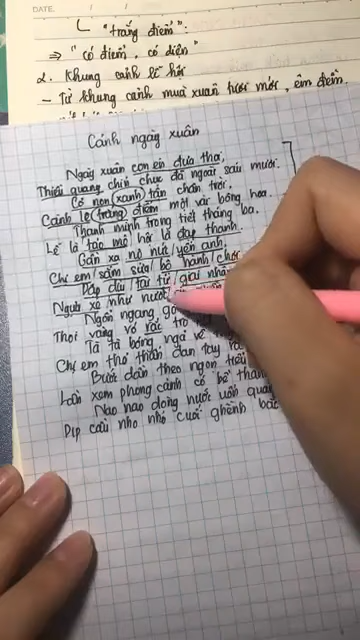 DATE. / /
"trắng điểm":
⇒ "có điểm, có diện"
2. Khung cảnh lễ hội
- Từ khung cảnh mùa xuân tươi mới, êm đềm.
Cảnh ngày xuân
Ngày xuân con én đưa thoi,
Thiều quang chín chục đã ngoài sáu mươi.
Cỏ non xanh tận chân trời,
Cành lê trắng điểm một vài bông hoa.
Thanh minh trong tiết tháng ba,
Lễ là tảo mộ, hội là đạp thanh.
Gần xa nô nức yến anh,
Chị em sắm sửa bộ hành chơi
Dập dìu tài tử giai nhân
Ngựa xe như nước
Ngổn ngang gò
Thoi vàng vó rắc tro
Tà tà bóng ngả về
Chị em thơ thẩn dan tay
Bước dần theo ngọn tiểu
Lần xem phong cảnh có bề thanh
Nao nao dòng nước uốn quanh
Dịp cầu nho nhỏ cuối ghềnh bắc